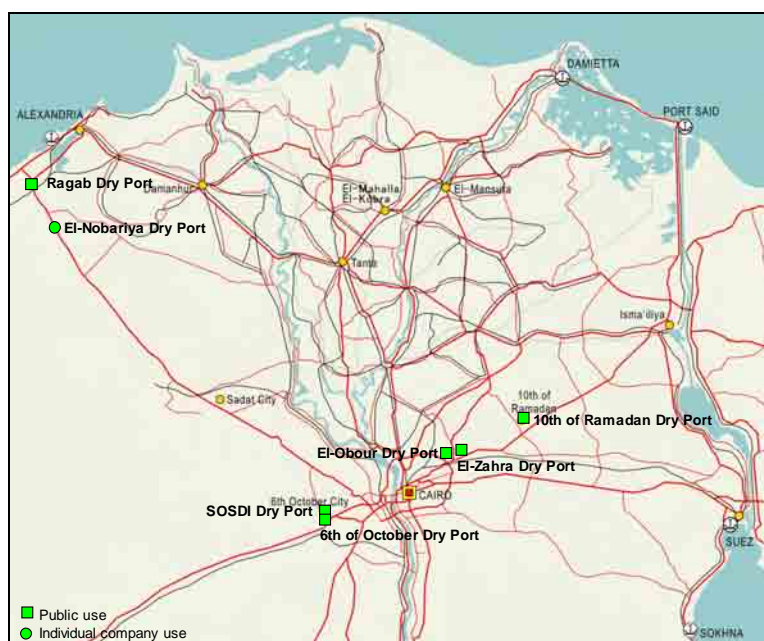 DAMIETTA
ALEXANDRIA
PORT SAID
Ragab Dry Port
Damanhur
El-Mahalla
El-Kobra
El-Mansura
El-Nobariya Dry Port
Tanta
Isma'iliya
Sadat City
10th of
Ramadan
10th of Ramadan Dry Port
El-Obour Dry Port
El-Zahra Dry Port
6th October City
CAIRO
SOSDI Dry Port
6th of October Dry Port
SUEZ
Public use
Individual company use
SOKHNA